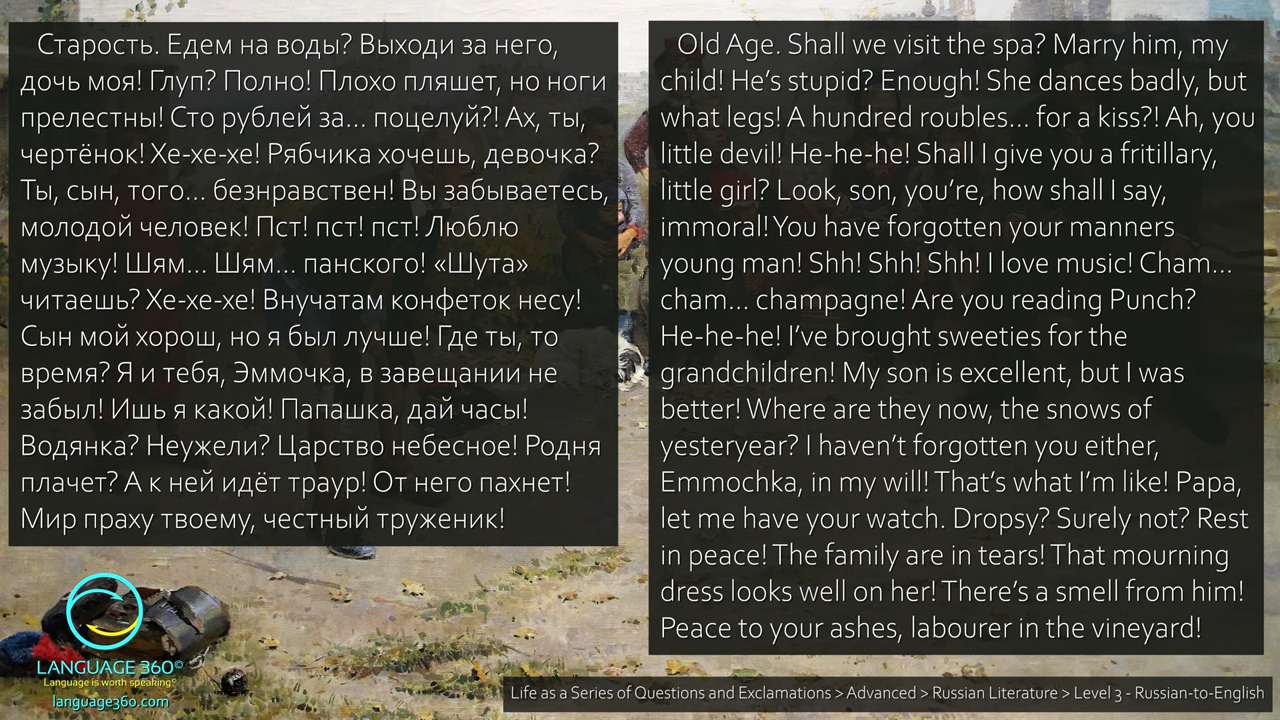 Старость. Едем на воды? Выходи за него,
дочь моя! Глуп? Полно! Плохо пляшет, но ноги
прелестны! Сто рублей за... поцелуй?! Ах, ты,
чертёнок! Хе-хе-хе! Рябчика хочешь, девочка?
Ты, сын, того... безнравствен! Вы забываетесь,
молодой человек! Пст! пст! пст! Люблю
музыку! Шям... Шям... панского! «Шута»
читаешь? Хе-хе-хе! Внучатам конфеток несу!
Сын мой хорош, но я был лучше! Где ты, то
время? Я и тебя, Эммочка, в завещании не
забыл! Ишь я какой! Папашка, дай часы!
Водянка? Неужели? Царство небесное! Родня
плачет? А к ней идёт траур! От него пахнет!
Мир праху твоему, честный труженик!
Old Age. Shall we visit the spa? Marry him, my
child! He's stupid? Enough! She dances badly, but
what legs! A hundred roubles... for a kiss?! Ah, you
little devil! He-he-he! Shall I give you a fritillary,
little girl? Look, son, you're, how shall I say,
immoral! You have forgotten your manners
young man! Shh! Shh! Shh! I love music! Cham...
cham... champagne! Are you reading Punch?
He-he-he! I've brought sweeties for the
grandchildren! My son is excellent, but I was
better! Where are they now, the snows of
yesteryear? I haven't forgotten you either,
Emmochka, in my will! That's what I'm like! Papa,
let me have your watch. Dropsy? Surely not? Rest
in peace! The family are in tears! That mourning
dress looks well on her! There's a smell from him!
Peace to your ashes, labourer in the vineyard!
LANGUAGE 360©
Language is worth speaking©
language360.com
Life as a Series of Questions and Exclamations > Advanced > Russian Literature > Level 3 - Russian-to-English